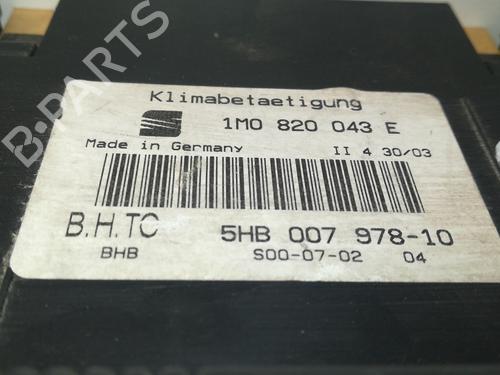 Klimabetaetigung
1M0 820 043 E
Made in Germany II 4 30/03
B.H.TC
5HB 007 978-10
BHB S00-07-02 04
B-PARTS
B-PARTS